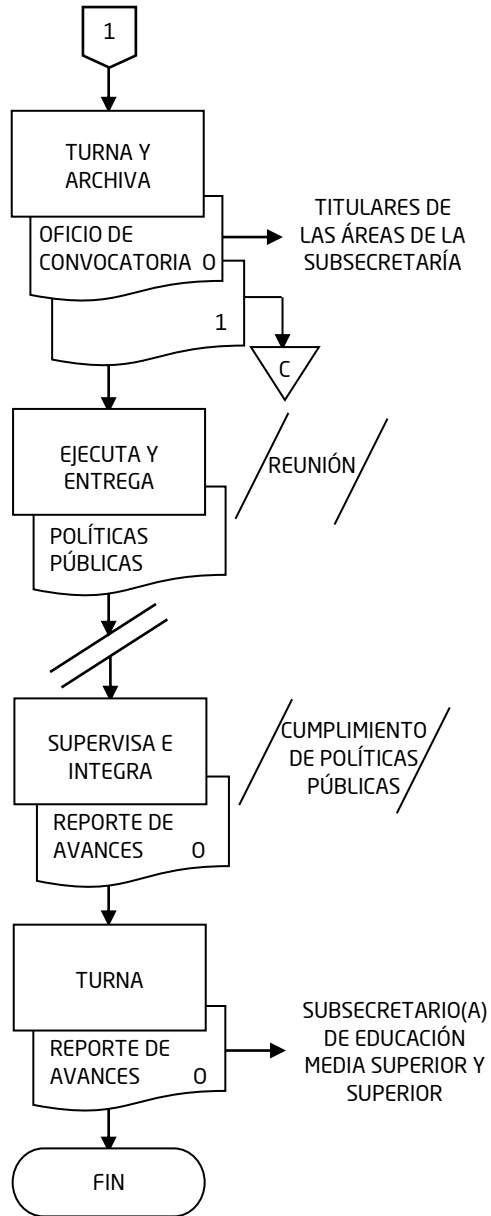 1
TURNA Y
ARCHIVA
OFICIO DE
CONVOCATORIA O
TITULARES DE
LAS ÁREAS DE LA
SUBSECRETARÍA
1
C
EJECUTA Y
ENTREGA
REUNIÓN
POLÍTICAS
PÚBLICAS
SUPERVISA E
INTEGRA
CUMPLIMIENTO
DE POLÍTICAS
PÚBLICAS
REPORTE DE
AVANCES O
TURNA
REPORTE DE
AVANCES O
SUBSECRETARIO(A)
DE EDUCACIÓN
MEDIA SUPERIOR Y
SUPERIOR
FIN